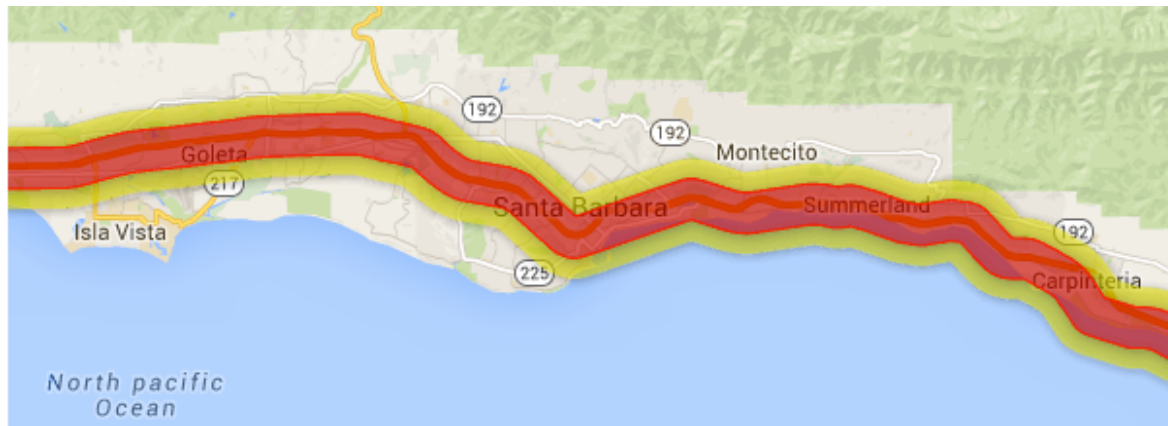 192
192
Montecito
Goleta
217
Santa Barbara
Summerland
Isla Vista
192
225
Carpinteria
North pacific
Ocean